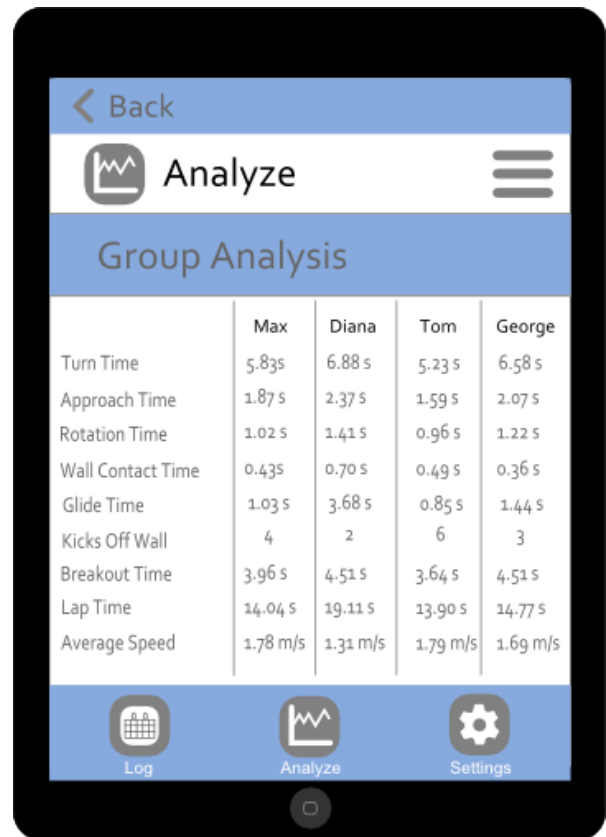 Back
Analyze
Group Analysis
Max Diana Tom George
Turn Time 5.83s 6.88 s 5.23 s 6.58 s
Approach Time 1.87 s 2.37 s 1.59 s 2.07 s
Rotation Time 1.02 s 1.41 s 0.96 s 1.22 s
Wall Contact Time 0.43s 0.70 s 0.49 s 0.36 s
Glide Time 1.03 s 3.68 s 0.85 s 1.44 s
Kicks Off Wall 4 2 6 3
Breakout Time 3.96 s 4.51 s 3.64 s 4.51 s
Lap Time 14.04 s 19.11 s 13.90 s 14.77 s
Average Speed 1.78 m/s 1.31 m/s 1.79 m/s 1.69 m/s
Log Analyze Settings